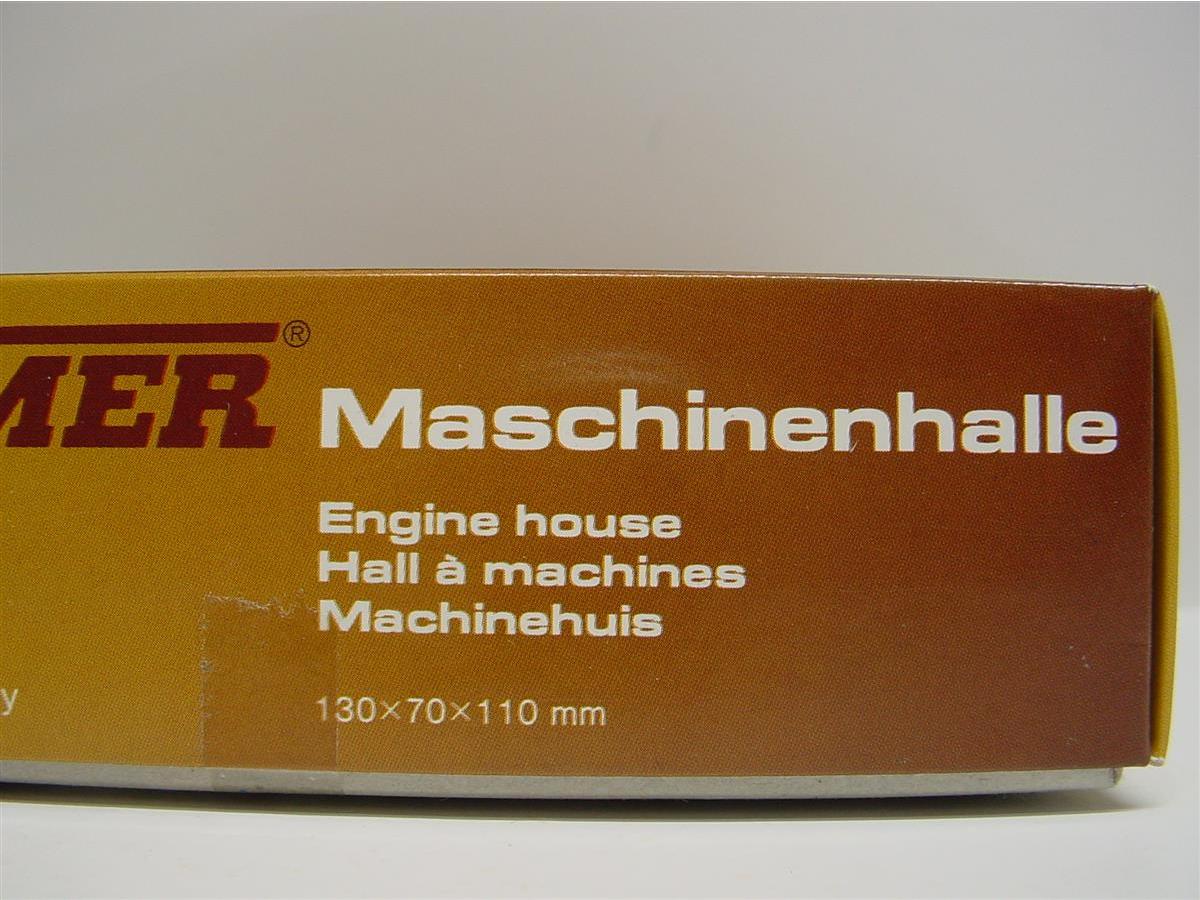 MER®
Maschinenhalle
Engine house
Hall à machines
Machinehuis
y
130×70×110 mm